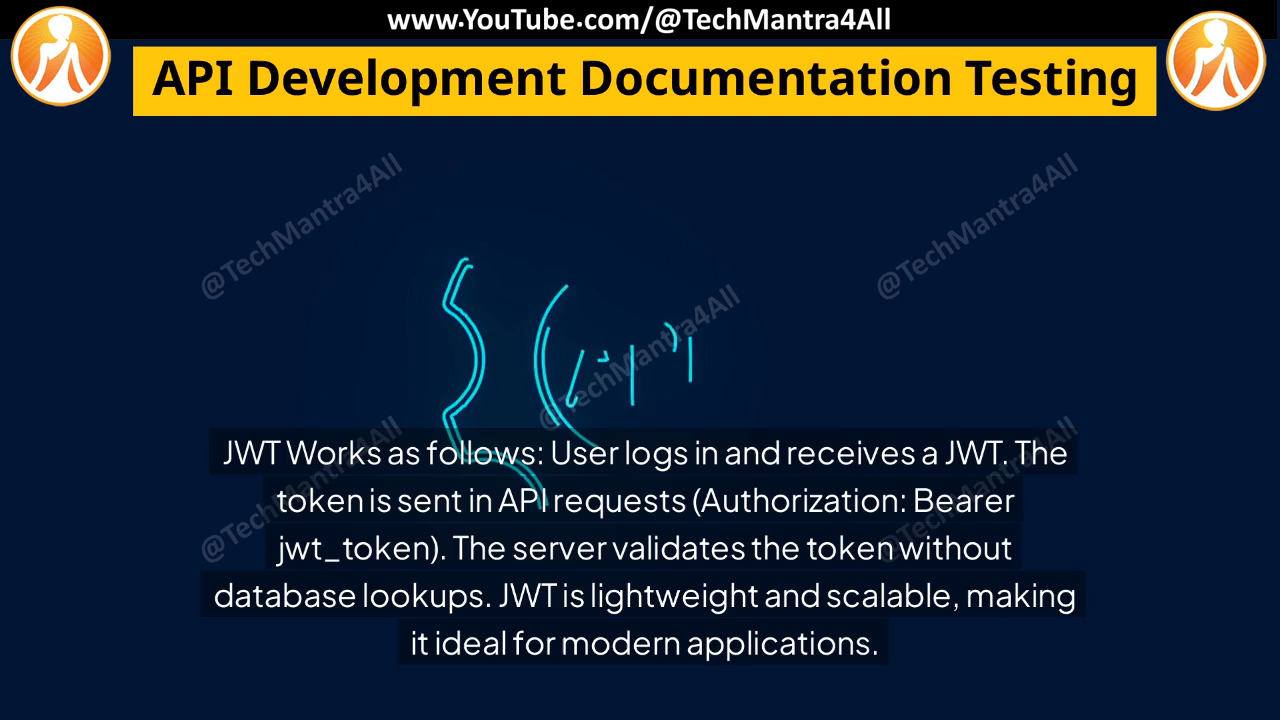 www.YouTube.com/@TechMantra4All
API Development Documentation Testing
@TechMantra4All
@TechMantra4All
@TechMantra4All
JWT Works as follows: User logs in and receives a JWT. The
token is sent in API requests (Authorization: Bearer
jwt_token). The server validates the token without
database lookups. JWT is lightweight and scalable, making
it ideal for modern applications.
@TechMantra4All
@TechMantra4All